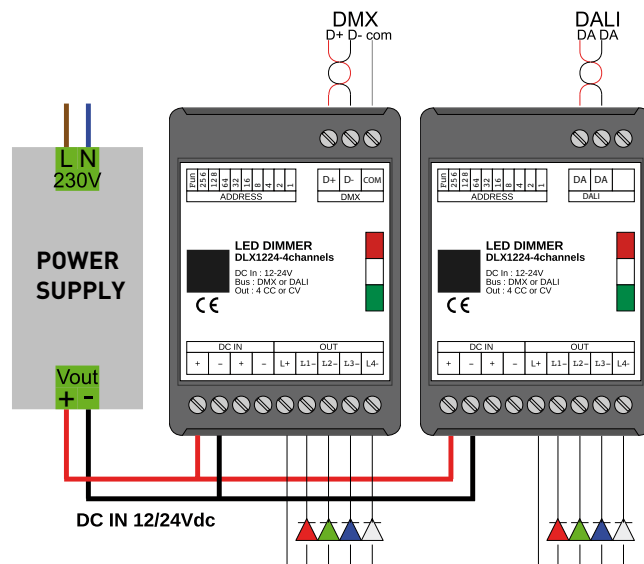 DMX
D+ D- com
DALI
DA DA
L N
230V
POWER
SUPPLY
Vout
+ -
Fun 256 128 64 32 16 8 4 2 1
ADDRESS
D+ D- COM
DMX
LED DIMMER
DLX1224-4channels
DC In : 12-24V
Bus : DMX or DALI
Out : 4 CC or CV
CE
DC IN OUT
+ - + - L+ L1- L2- L3- L4-
Fun 256 128 64 32 16 8 4 2 1
ADDRESS
DA DA
DALI
LED DIMMER
DLX1224-4channels
DC In : 12-24V
Bus : DMX or DALI
Out : 4 CC or CV
CE
DC IN OUT
+ - + - L+ L1- L2- L3- L4-
DC IN 12/24Vdc